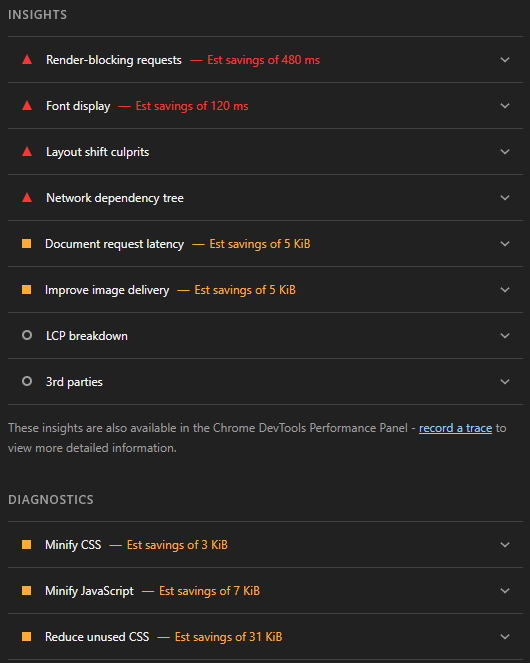 INSIGHTS
Render-blocking requests — Est savings of 480 ms
Font display — Est savings of 120 ms
Layout shift culprits
Network dependency tree
Document request latency — Est savings of 5 KiB
Improve image delivery — Est savings of 5 KiB
LCP breakdown
3rd parties
These insights are also available in the Chrome DevTools Performance Panel - record a trace to
view more detailed information.
DIAGNOSTICS
Minify CSS — Est savings of 3 KiB
Minify JavaScript — Est savings of 7 KiB
Reduce unused CSS — Est savings of 31 KiB